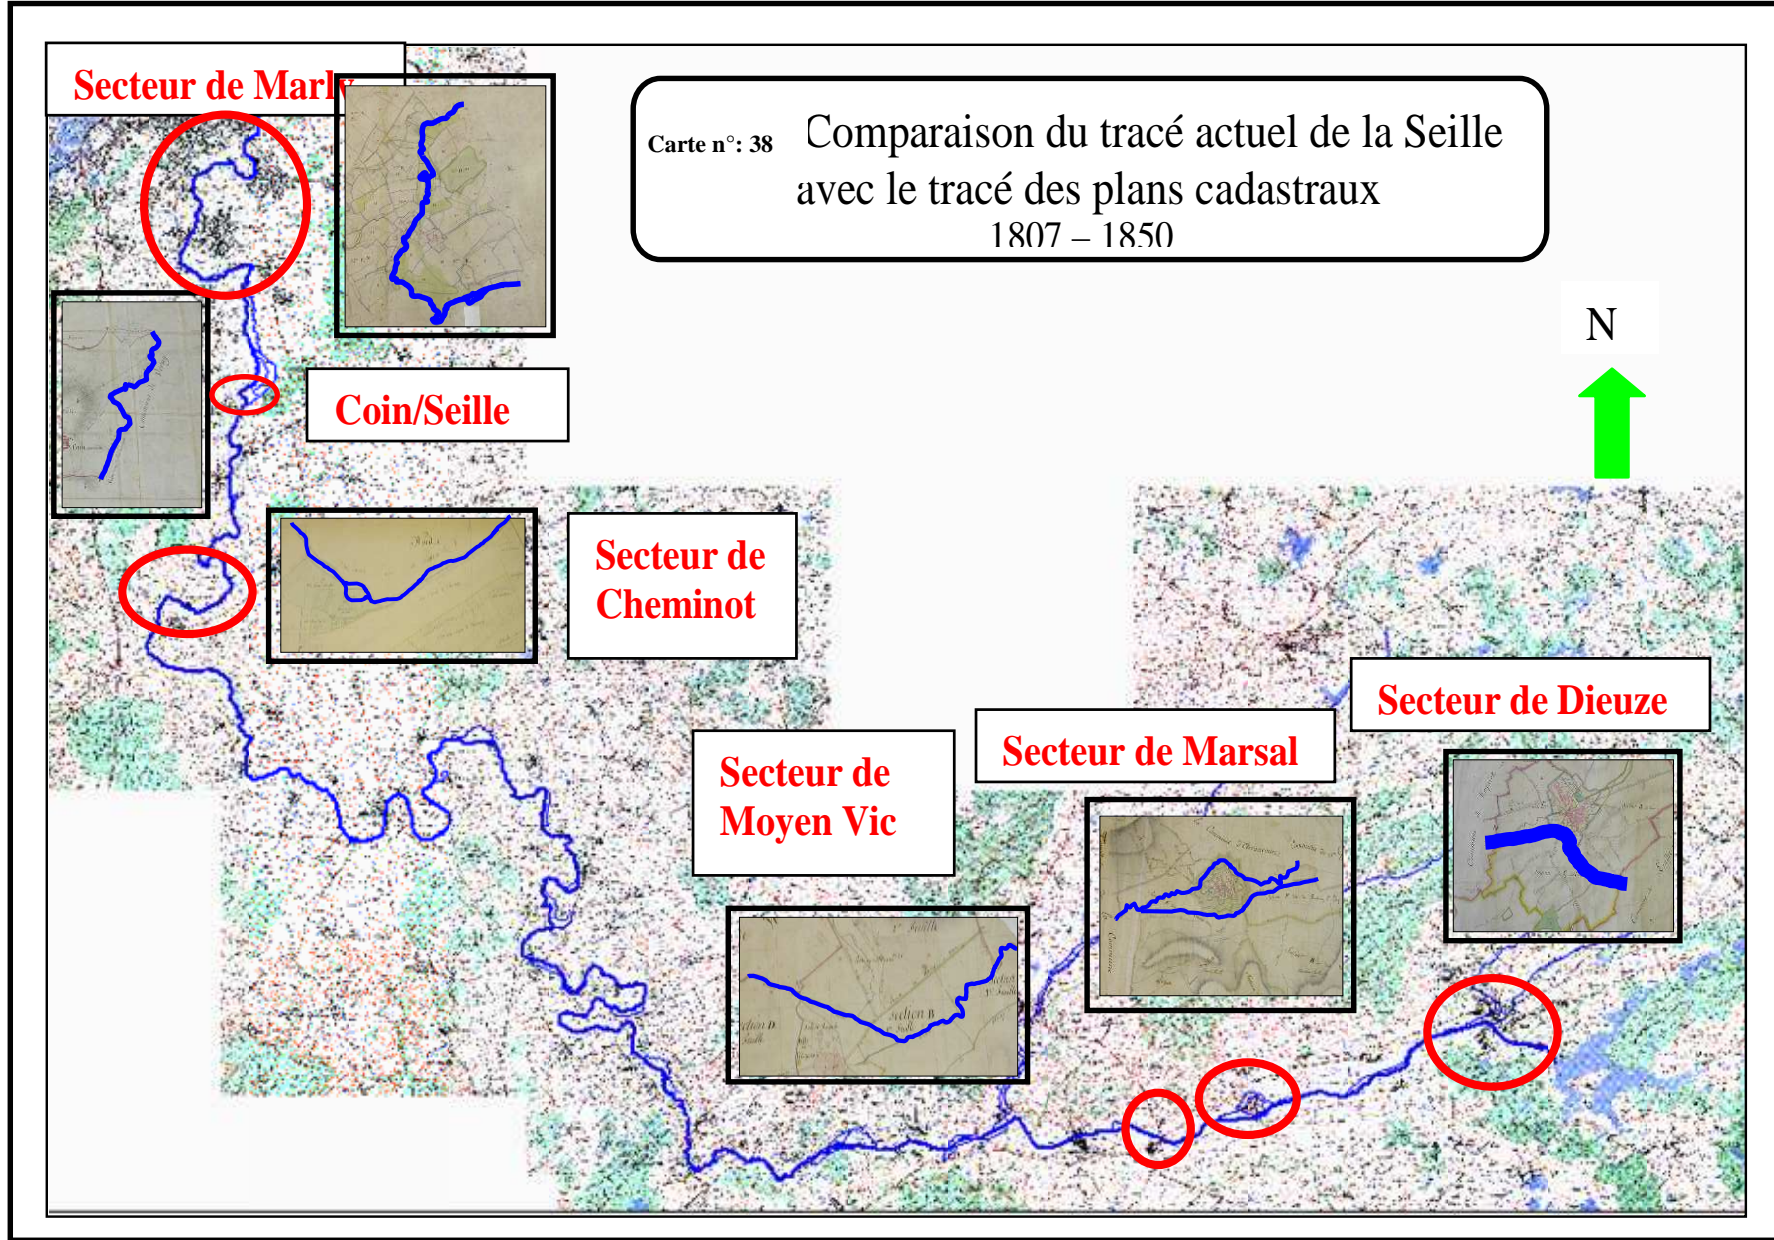 Secteur de Marly
Carte n°: 38
Comparaison du tracé actuel de la Seille
avec le tracé des plans cadastraux
1807 – 1850
N
Coin/Seille
Secteur de
Cheminot
Secteur de Dieuze
Secteur de Marsal
Secteur de
Moyen Vic
Section B